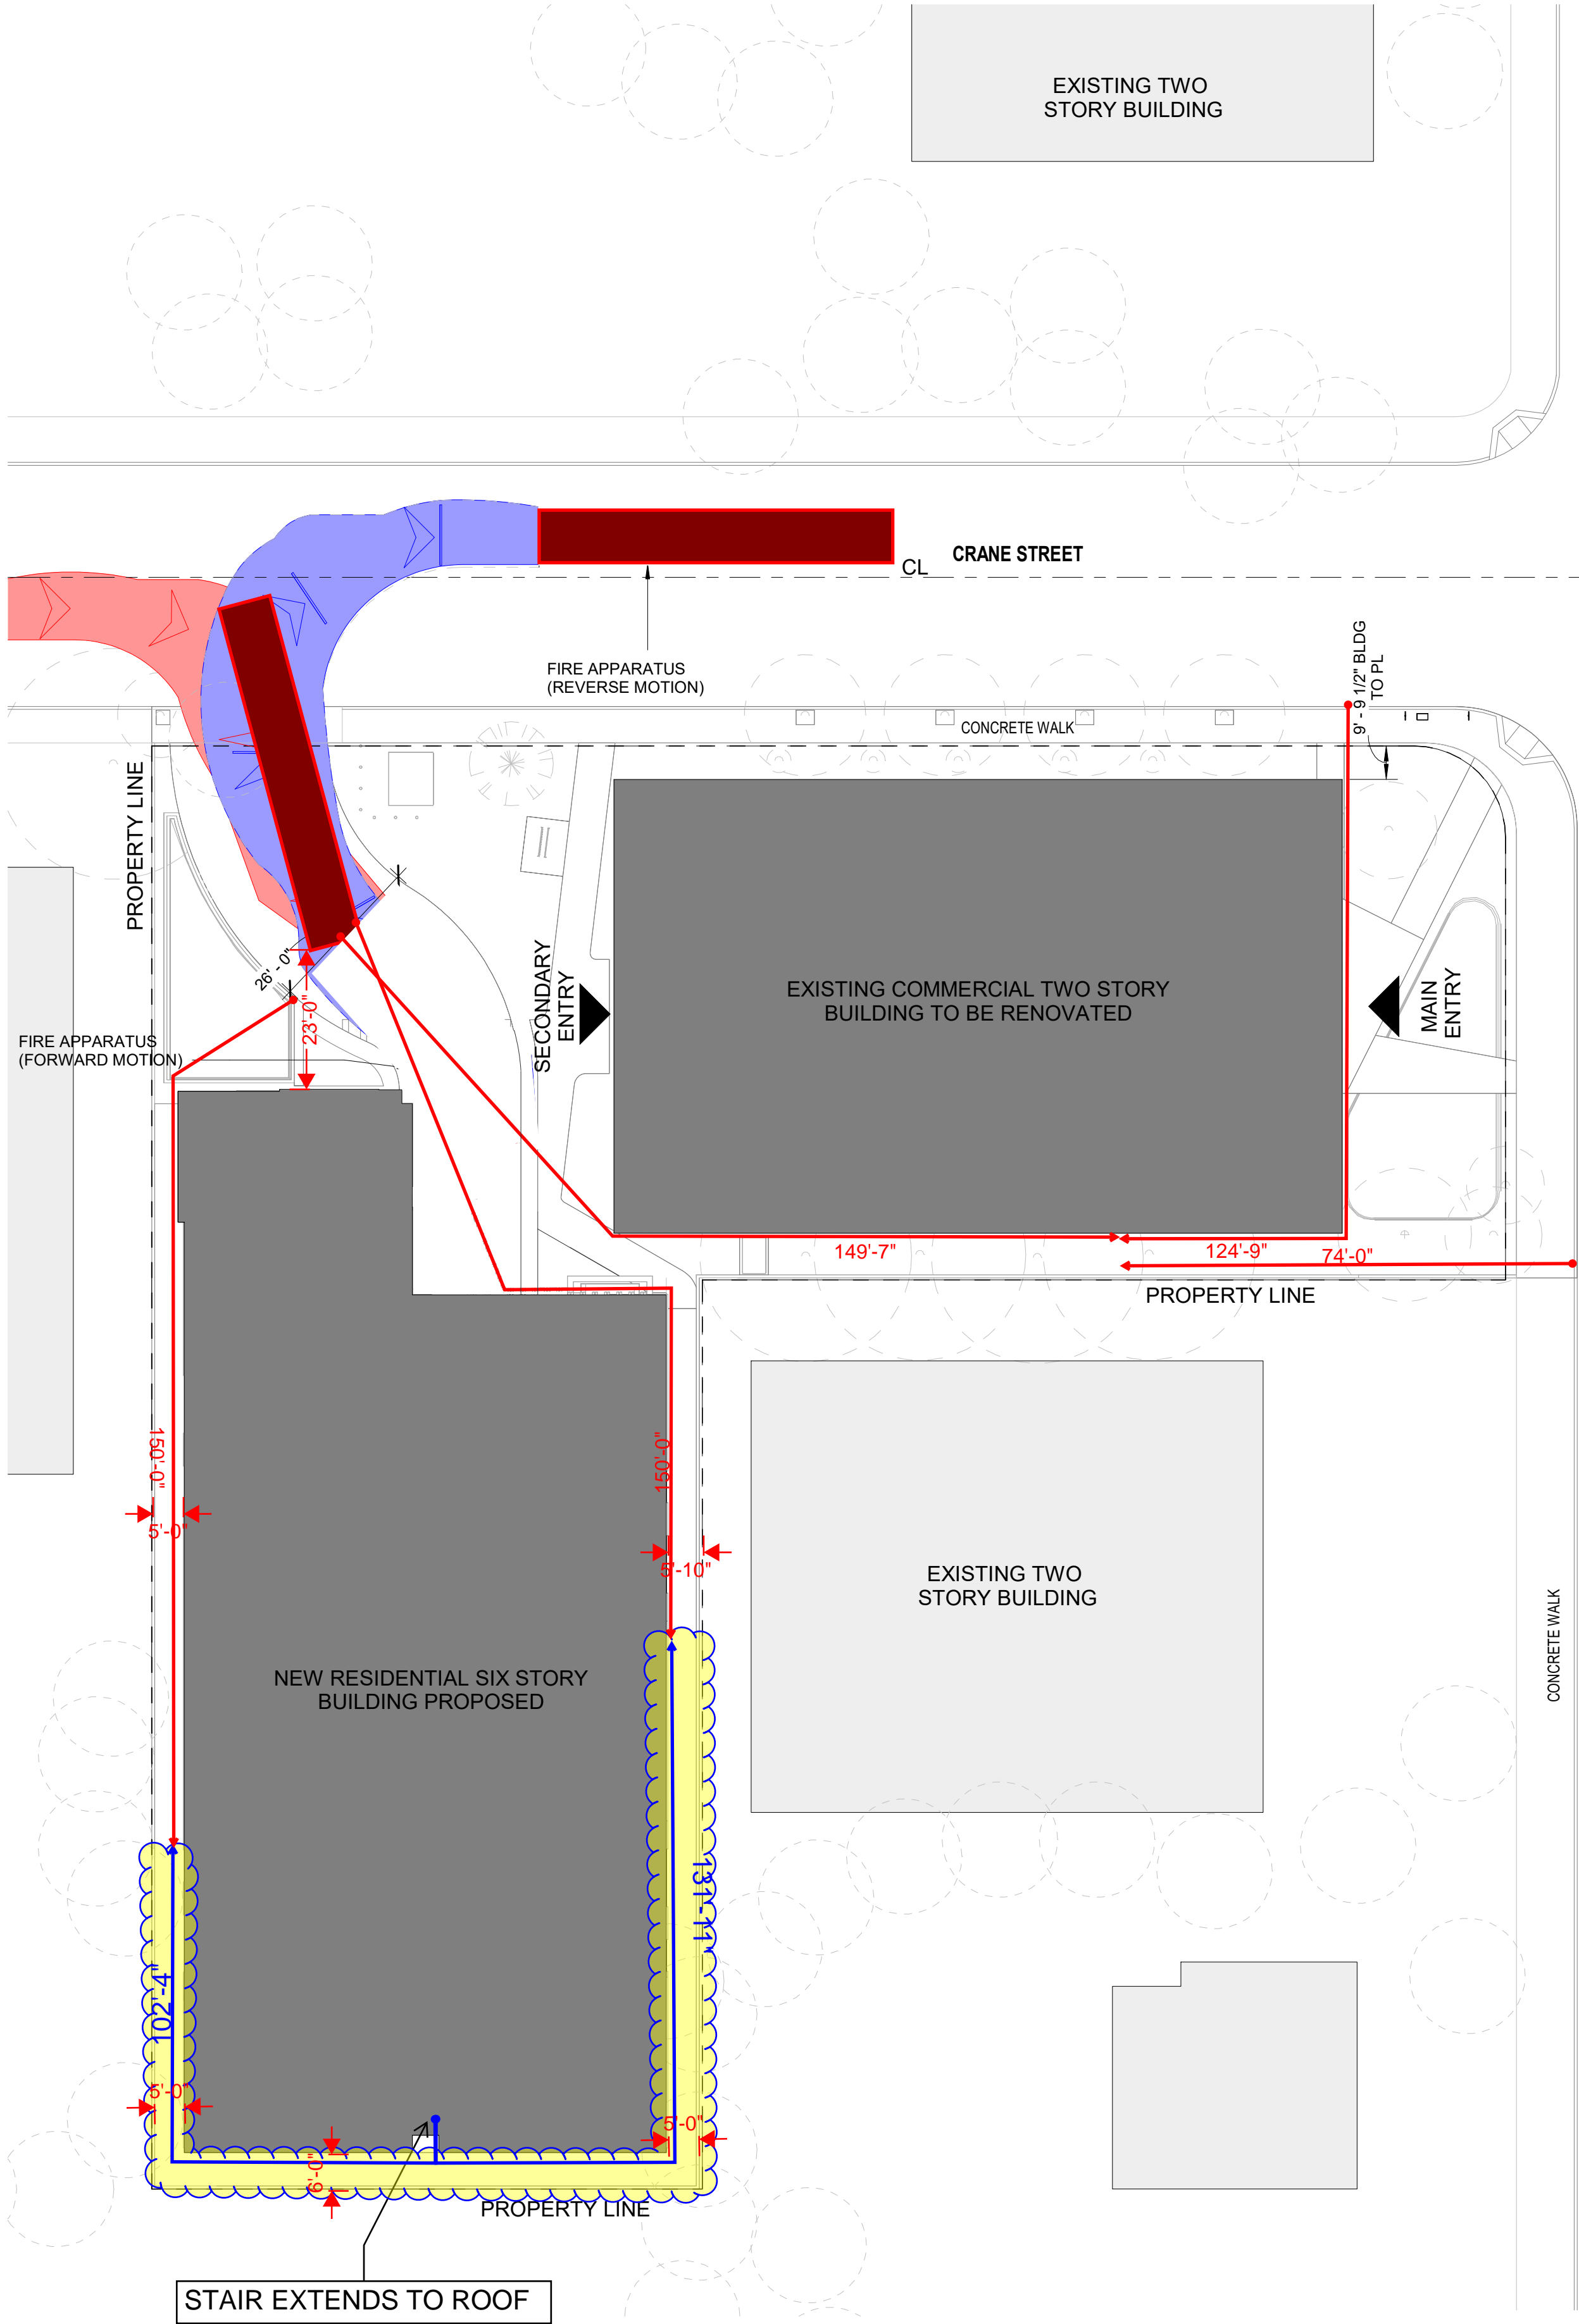 EXISTING TWO
STORY BUILDING
CL
CRANE STREET
FIRE APPARATUS
(REVERSE MOTION)
9' - 9 1/2" BLDG
TO PL
CONCRETE WALK
PROPERTY LINE
26' - 0"
23'-0"
SECONDARY
ENTRY
EXISTING COMMERCIAL TWO STORY
BUILDING TO BE RENOVATED
MAIN
ENTRY
FIRE APPARATUS
(FORWARD MOTION)
149'-7"
124'-9"
74'-0"
PROPERTY LINE
150'-0"
150'-0"
5'-0"
5'-10"
EXISTING TWO
STORY BUILDING
CONCRETE WALK
NEW RESIDENTIAL SIX STORY
BUILDING PROPOSED
131'-11"
102'-4"
5'-0"
5'-0"
6'-0"
PROPERTY LINE
STAIR EXTENDS TO ROOF